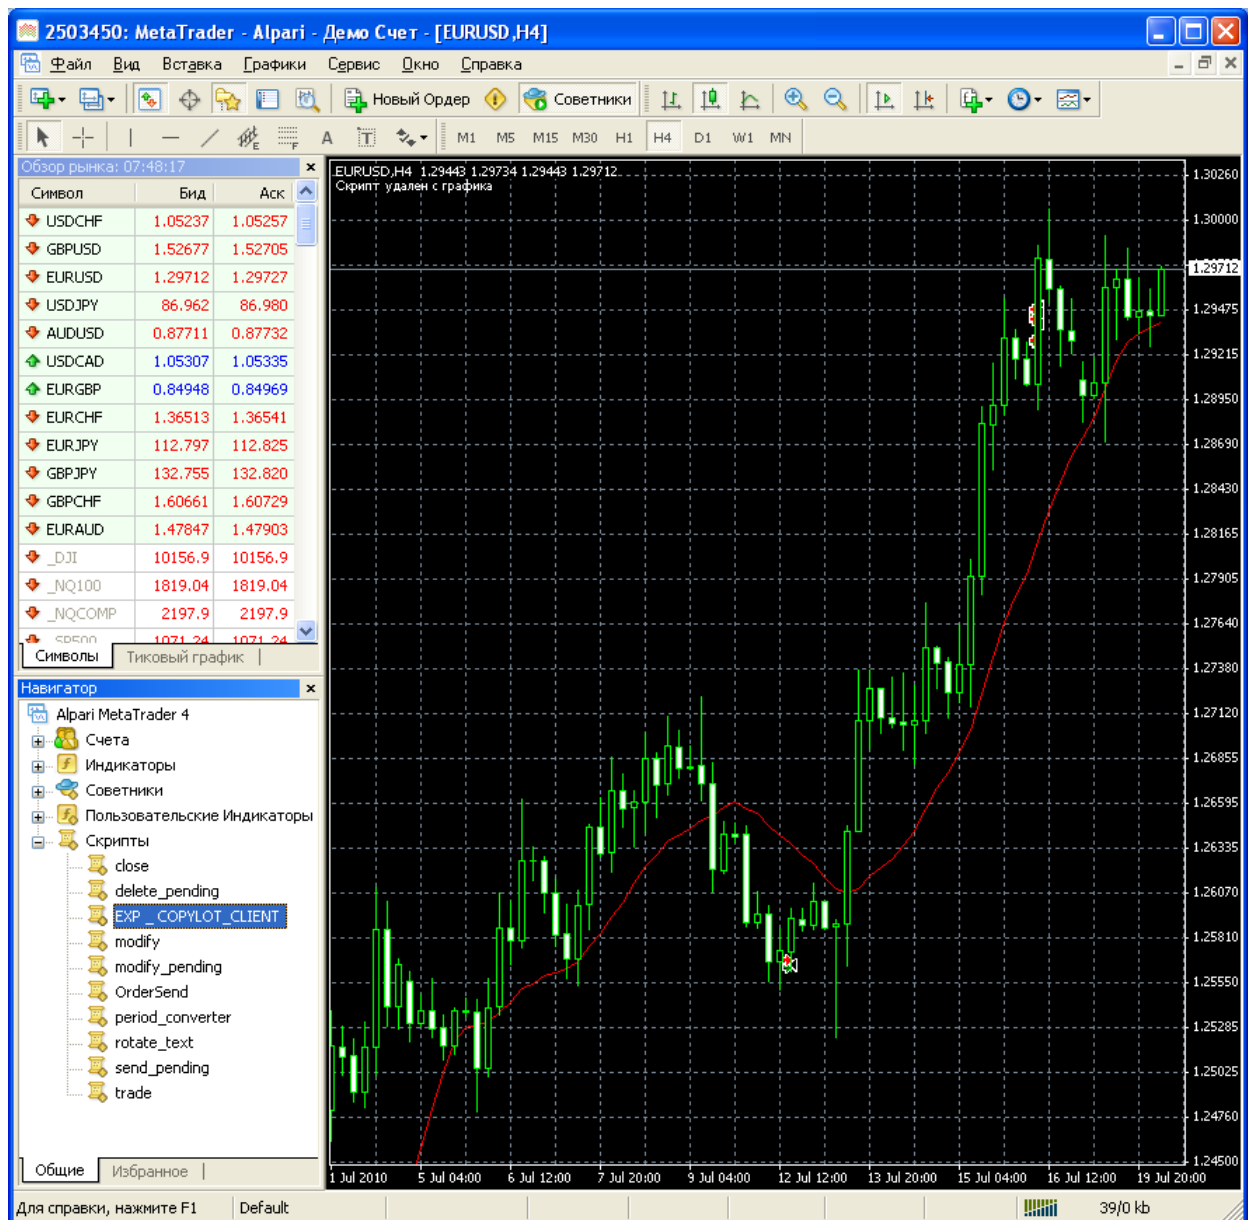 2503450: MetaTrader - Alpari - Демо Счет - [EURUSD,H4]
Файл Вид Вставка Графики Сервис Окно Справка
Новый Ордер Советники
E F A T M1 M5 M15 M30 H1 H4 D1 W1 MN
Обзор рынка: 07:48:17
Символ Бид Аск
USDCHF 1.05237 1.05257
GBPUSD 1.52677 1.52705
EURUSD 1.29712 1.29727
USDJPY 86.962 86.980
AUDUSD 0.87711 0.87732
USDCAD 1.05307 1.05335
EURGBP 0.84948 0.84969
EURCHF 1.36513 1.36541
EURJPY 112.797 112.825
GBPJPY 132.755 132.820
GBPCHF 1.60661 1.60729
EURAUD 1.47847 1.47903
_DJI 10156.9 10156.9
_NQ100 1819.04 1819.04
_NQCOMP 2197.9 2197.9
_SP500 1071.24 1071.24
Символы Тиковый график
Навигатор
Alpari MetaTrader 4
Счета
Индикаторы
Советники
Пользовательские Индикаторы
Скрипты
close
delete_pending
EXP _ COPYLOT_CLIENT
modify
modify_pending
OrderSend
period_converter
rotate_text
send_pending
trade
Общие Избранное
EURUSD,H4 1.29443 1.29734 1.29443 1.29712
Скрипт удален с графика
1.30260
1.30000
1.29712
1.29475
1.29215
1.28950
1.28690
1.28430
1.28165
1.27905
1.27640
1.27380
1.27120
1.26855
1.26595
1.26335
1.26070
1.25810
1.25550
1.25285
1.25025
1.24760
1.24500
1 Jul 2010 5 Jul 04:00 6 Jul 12:00 7 Jul 20:00 9 Jul 04:00 12 Jul 12:00 13 Jul 20:00 15 Jul 04:00 16 Jul 12:00 19 Jul 20:00
Для справки, нажмите F1 Default 39/0 kb